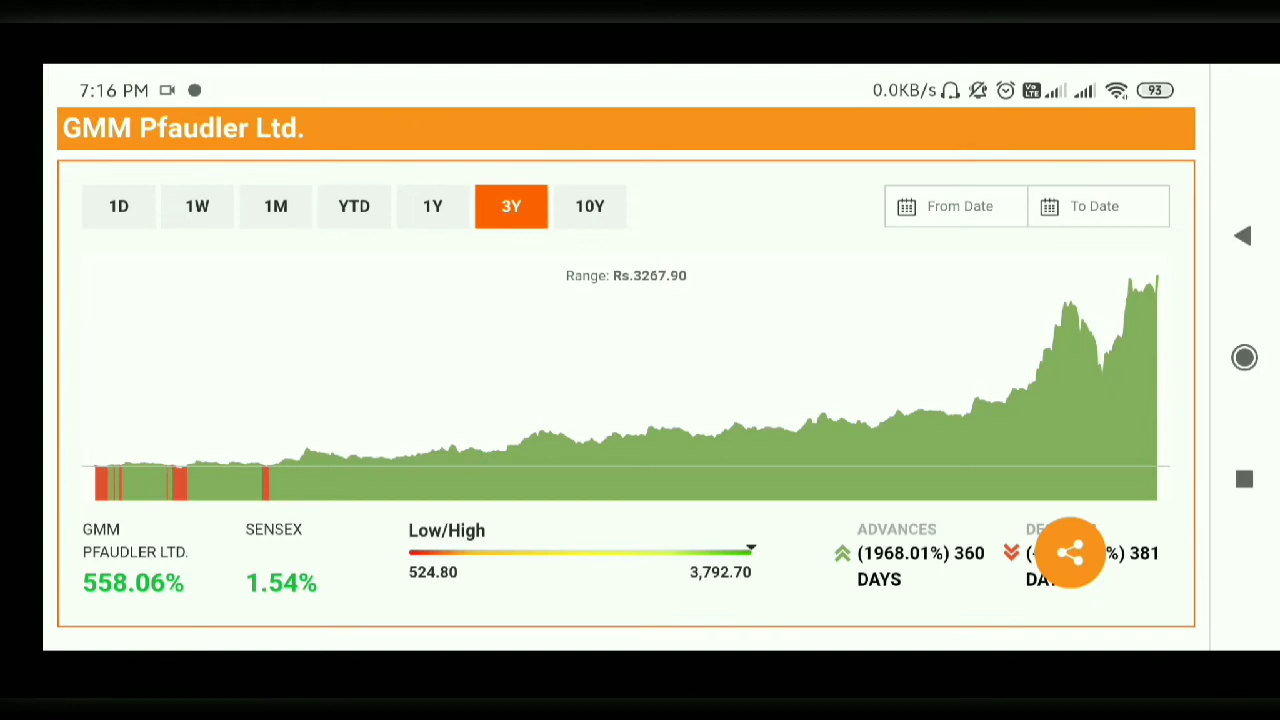 7:16 PM
0.0KB/s
Vo LTE
93
GMM Pfaudler Ltd.
1D 1W 1M YTD 1Y 3Y 10Y
From Date To Date
Range: Rs.3267.90
GMM PFAUDLER LTD.
558.06%
SENSEX
1.54%
Low/High
524.80 3,792.70
ADVANCES
(1968.01%) 360
DAYS
%) 381